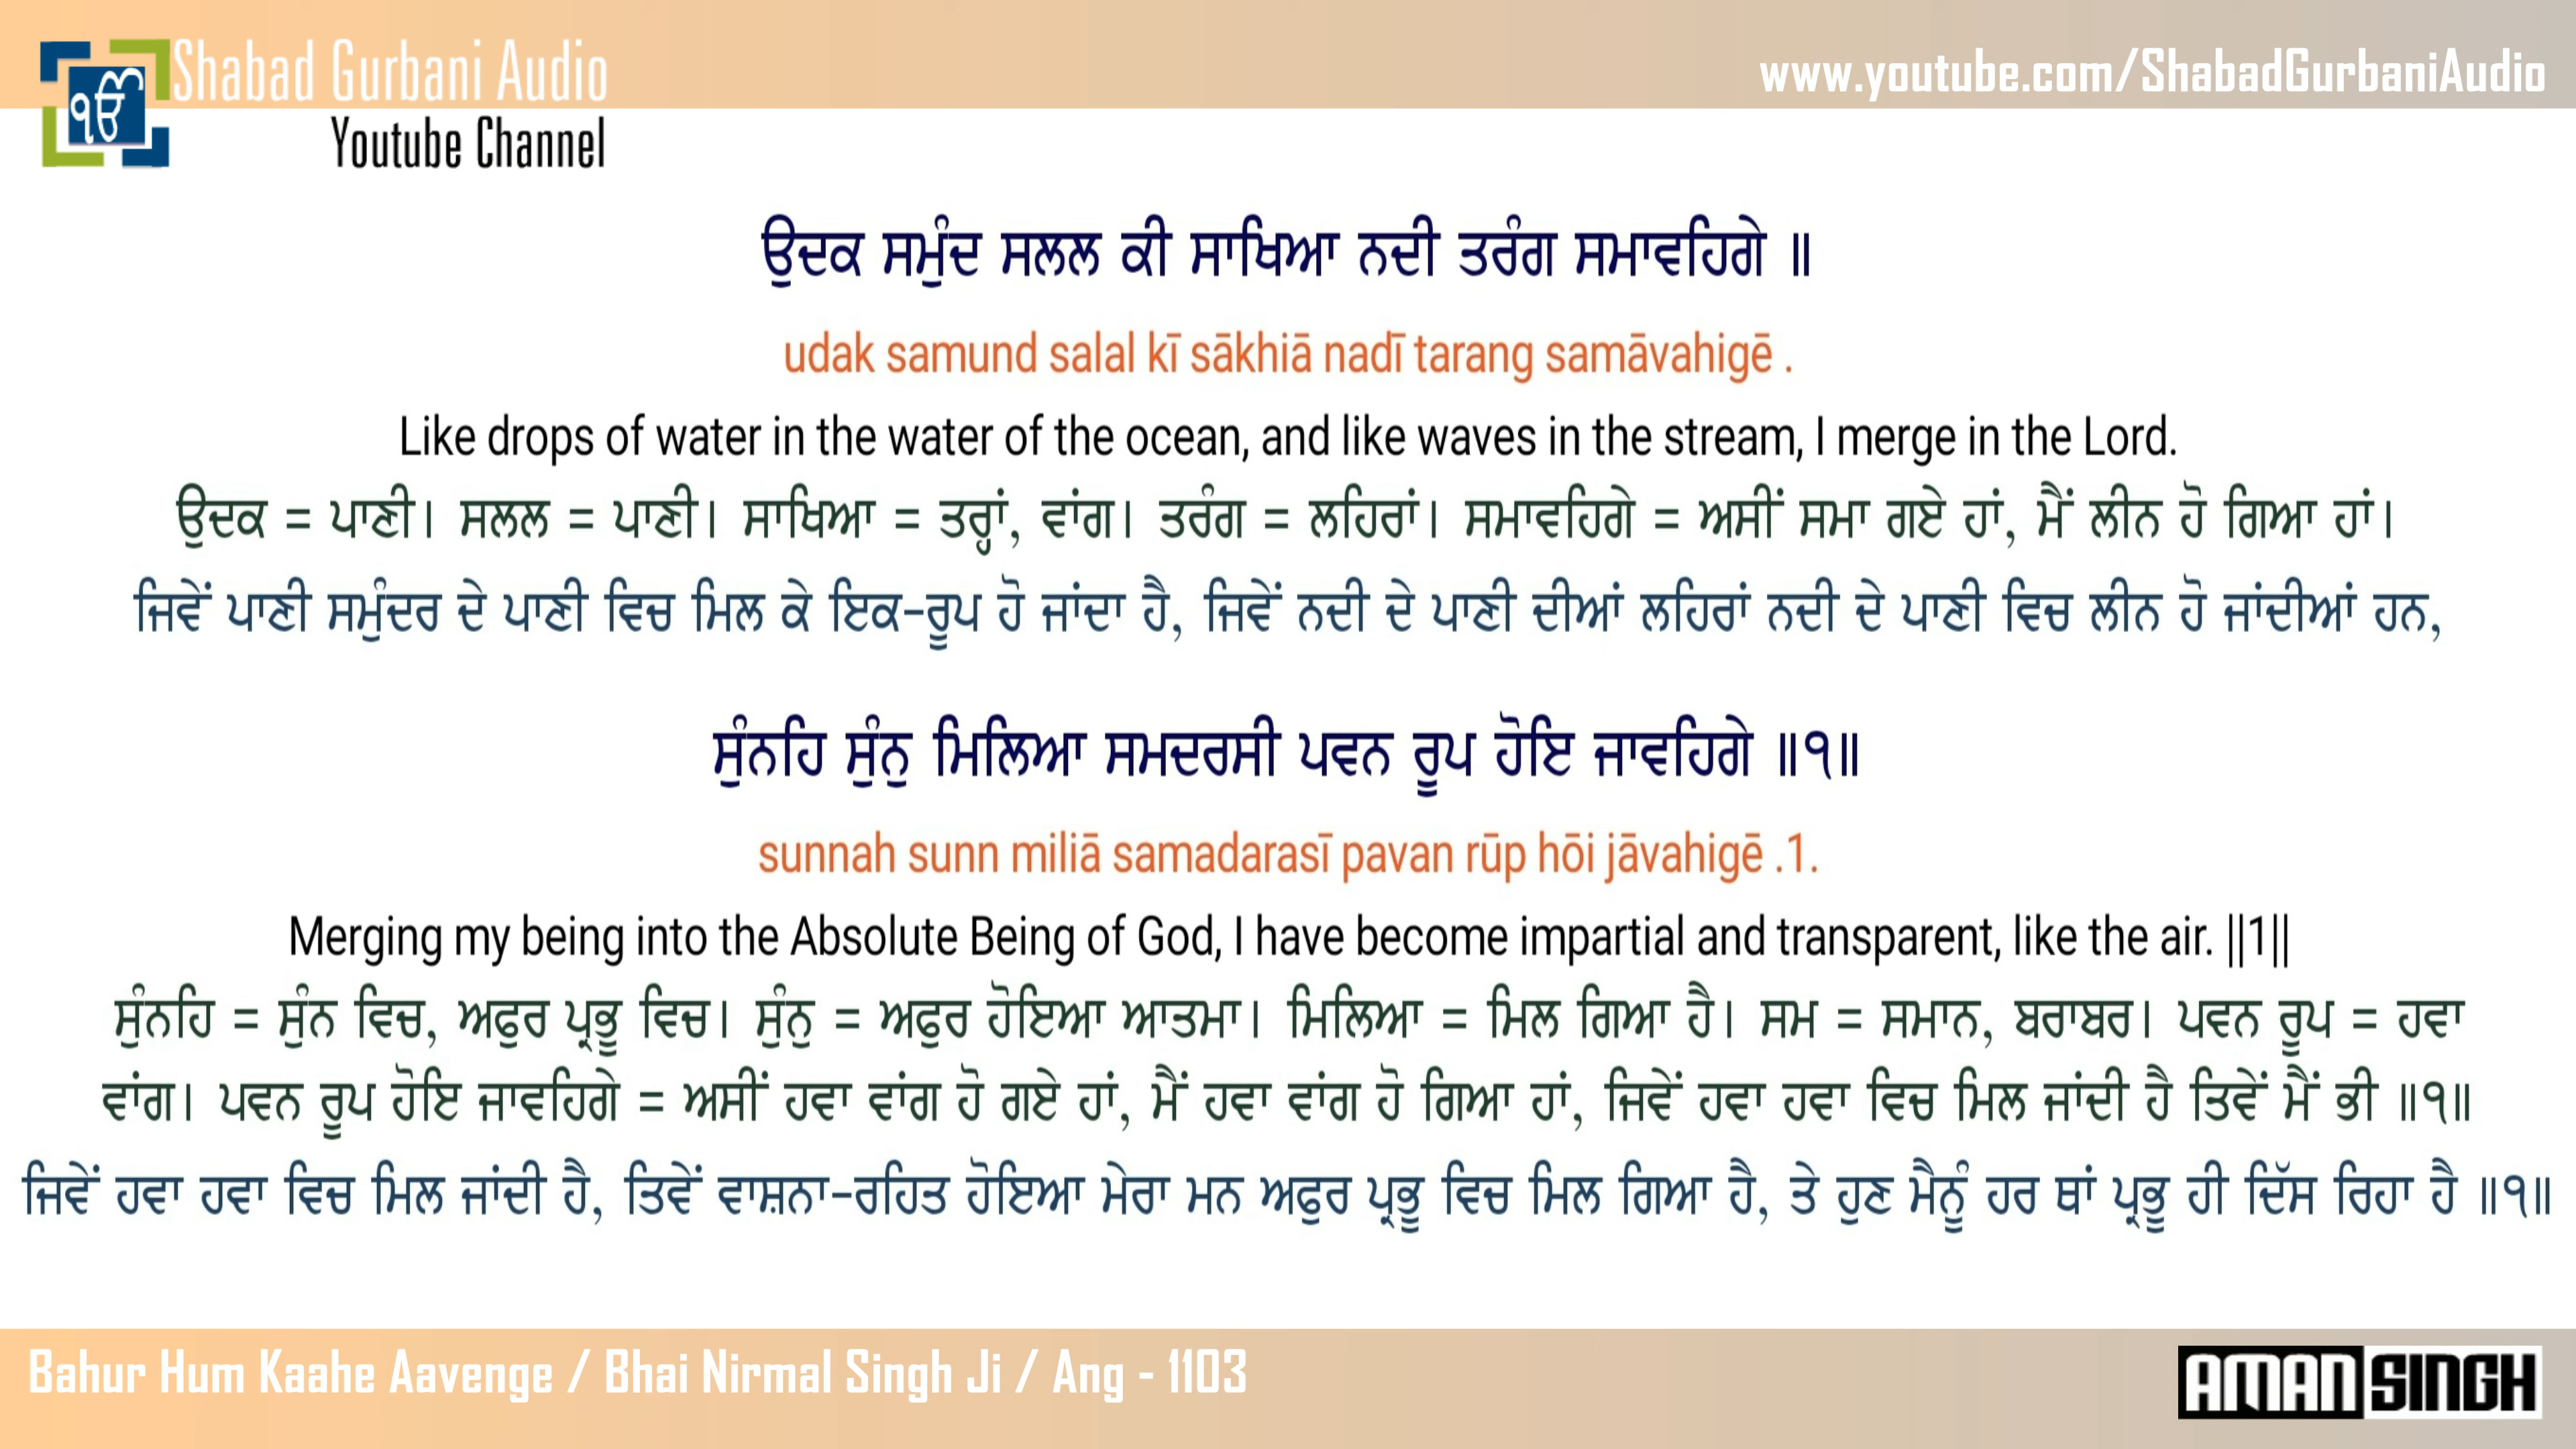 Shabad Gurbani Audio
www.youtube.com/ShabadGurbaniAudio
ੴ
Youtube Channel
ਉਦਕ ਸਮੁੰਦ ਸਲਲ ਕੀ ਸਾਖਿਆ ਨਦੀ ਤਰੰਗ ਸਮਾਵਹਿਗੇ ॥
udak samund salal kī sākhiā nadī tarang samāvahigē .
Like drops of water in the water of the ocean, and like waves in the stream, I merge in the Lord.
ਉਦਕ = ਪਾਣੀ। ਸਲਲ = ਪਾਣੀ। ਸਾਖਿਆ = ਤਰ੍ਹਾਂ, ਵਾਂਗ। ਤਰੰਗ = ਲਹਿਰਾਂ। ਸਮਾਵਹਿਗੇ = ਅਸੀਂ ਸਮਾ ਗਏ ਹਾਂ, ਮੈਂ ਲੀਨ ਹੋ ਗਿਆ ਹਾਂ।
ਜਿਵੇਂ ਪਾਣੀ ਸਮੁੰਦਰ ਦੇ ਪਾਣੀ ਵਿਚ ਮਿਲ ਕੇ ਇਕ-ਰੂਪ ਹੋ ਜਾਂਦਾ ਹੈ, ਜਿਵੇਂ ਨਦੀ ਦੇ ਪਾਣੀ ਦੀਆਂ ਲਹਿਰਾਂ ਨਦੀ ਦੇ ਪਾਣੀ ਵਿਚ ਲੀਨ ਹੋ ਜਾਂਦੀਆਂ ਹਨ,
ਸੁੰਨਹਿ ਸੁੰਨੁ ਮਿਲਿਆ ਸਮਦਰਸੀ ਪਵਨ ਰੂਪ ਹੋਇ ਜਾਵਹਿਗੇ ॥੧॥
sunnah sunn miliā samadarasī pavan rūp hōi jāvahigē .1.
Merging my being into the Absolute Being of God, I have become impartial and transparent, like the air. ||1||
ਸੁੰਨਹਿ = ਸੁੰਨ ਵਿਚ, ਅਫੁਰ ਪ੍ਰਭੂ ਵਿਚ। ਸੁੰਨੁ = ਅਫੁਰ ਹੋਇਆ ਆਤਮਾ। ਮਿਲਿਆ = ਮਿਲ ਗਿਆ ਹੈ। ਸਮ = ਸਮਾਨ, ਬਰਾਬਰ। ਪਵਨ ਰੂਪ = ਹਵਾ
ਵਾਂਗ। ਪਵਨ ਰੂਪ ਹੋਇ ਜਾਵਹਿਗੇ = ਅਸੀਂ ਹਵਾ ਵਾਂਗ ਹੋ ਗਏ ਹਾਂ, ਮੈਂ ਹਵਾ ਵਾਂਗ ਹੋ ਗਿਆ ਹਾਂ, ਜਿਵੇਂ ਹਵਾ ਹਵਾ ਵਿਚ ਮਿਲ ਜਾਂਦੀ ਹੈ ਤਿਵੇਂ ਮੈਂ ਭੀ ॥੧॥
ਜਿਵੇਂ ਹਵਾ ਹਵਾ ਵਿਚ ਮਿਲ ਜਾਂਦੀ ਹੈ, ਤਿਵੇਂ ਵਾਸ਼ਨਾ-ਰਹਿਤ ਹੋਇਆ ਮੇਰਾ ਮਨ ਅਫੁਰ ਪ੍ਰਭੂ ਵਿਚ ਮਿਲ ਗਿਆ ਹੈ, ਤੇ ਹੁਣ ਮੈਨੂੰ ਹਰ ਥਾਂ ਪ੍ਰਭੂ ਹੀ ਦਿੱਸ ਰਿਹਾ ਹੈ ॥੧॥
Bahur Hum Kaahe Aavenge / Bhai Nirmal Singh Ji / Ang - 1103
AMAN SINGH